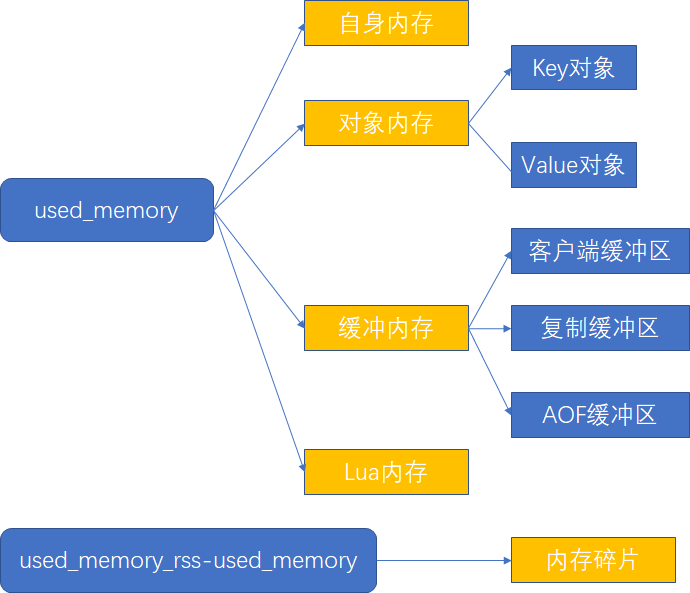 自身内存
Key对象
对象内存
Value对象
used_memory
客户端缓冲区
缓冲内存
复制缓冲区
AOF缓冲区
Lua内存
used_memory_rss-used_memory
内存碎片